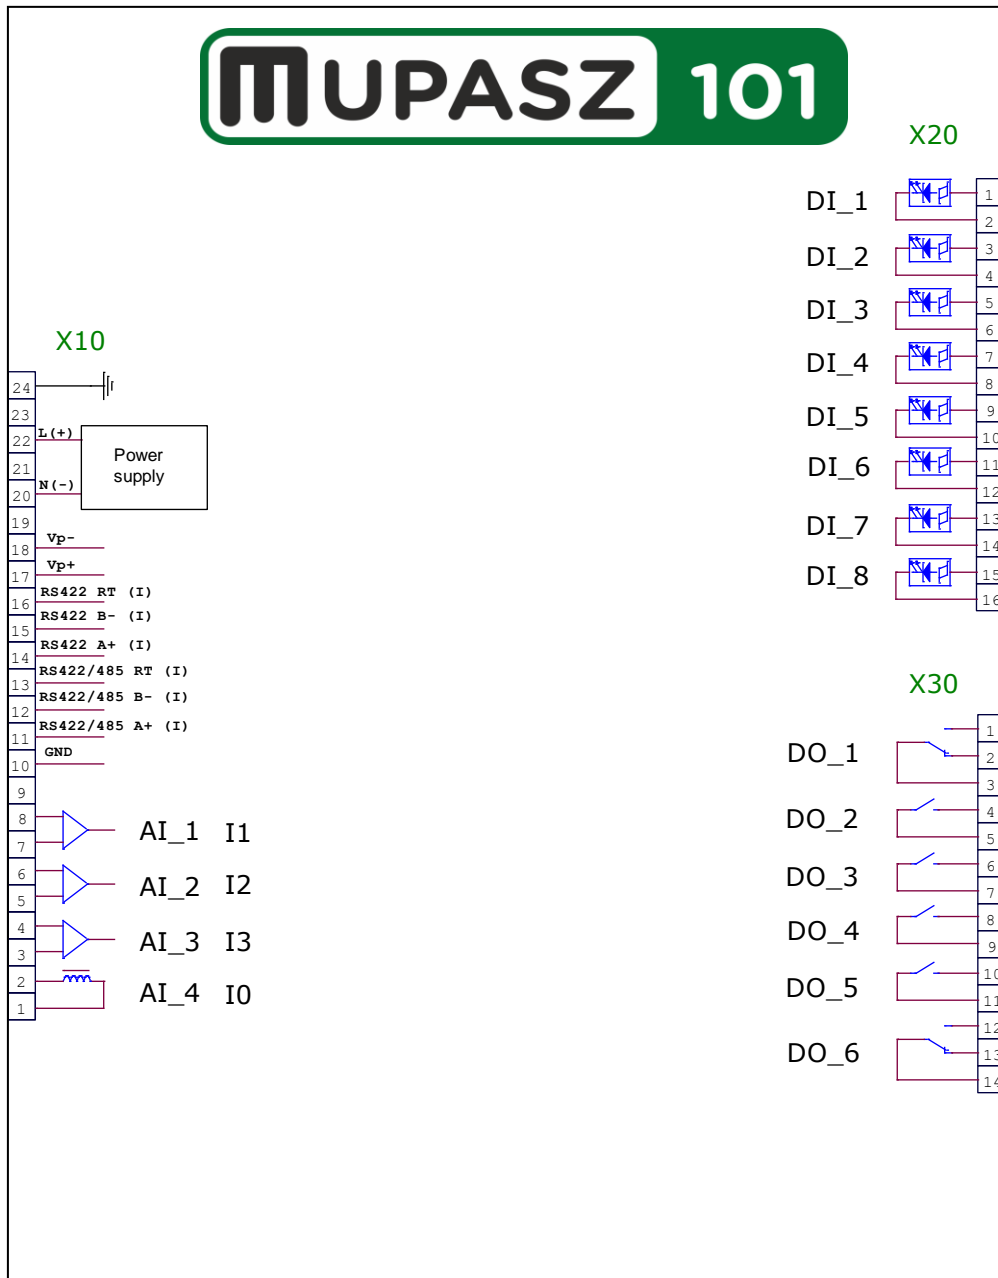 MUPASZ 101
X20
DI_1
1
2
DI_2
3
4
DI_3
5
6
DI_4
7
8
DI_5
9
10
DI_6
11
12
DI_7
13
14
DI_8
15
16
X10
24
23
22 L(+)
Power
supply
21
20 N(-)
19
18 Vp-
17 Vp+
16 RS422 RT (I)
15 RS422 B- (I)
14 RS422 A+ (I)
13 RS422/485 RT (I)
12 RS422/485 B- (I)
11 RS422/485 A+ (I)
10 GND
9
8
7
AI_1 I1
6
5
AI_2 I2
4
3
AI_3 I3
2
1
AI_4 I0
X30
DO_1
1
2
3
DO_2
4
5
DO_3
6
7
DO_4
8
9
DO_5
10
11
DO_6
12
13
14